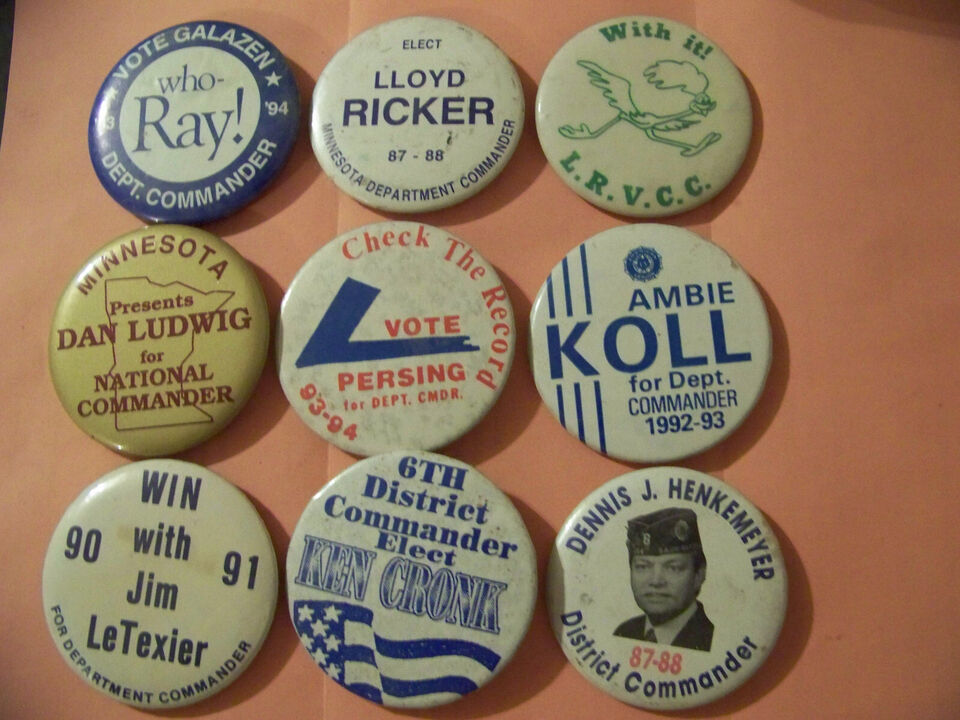 VOTE GALAZEN
who-
Ray!
3 '94
DEPT. COMMANDER
ELECT
LLOYD
RICKER
87 - 88
MINNESOTA DEPARTMENT COMMANDER
With it!
L.R.V.C.C.
MINNESOTA
Presents
DAN LUDWIG
for
NATIONAL
COMMANDER
Check The Record
VOTE
PERSING
for DEPT. CMDR.
93-94
AMBIE
KOLL
for Dept.
COMMANDER
1992-93
WIN
90 with 91
Jim
LeTexier
FOR DEPARTMENT COMMANDER
6TH
District
Commander
Elect
KEN CRONK
DENNIS J. HENKEMEYER
8
87-88
District Commander